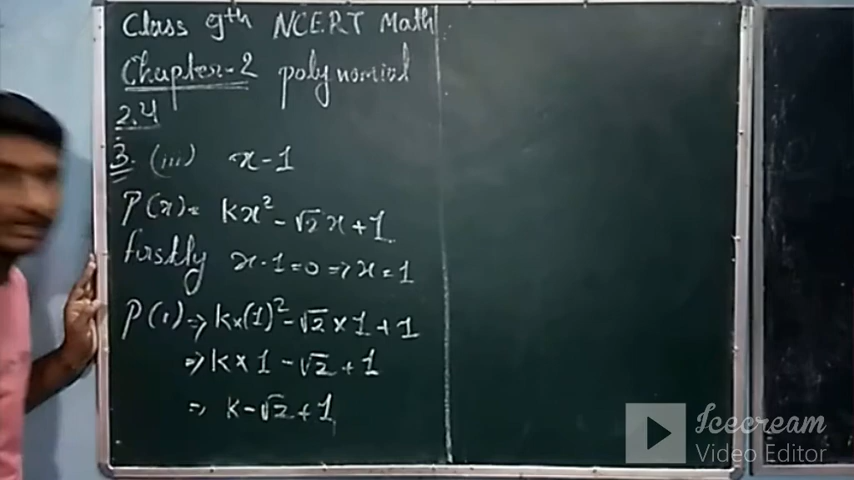 Class 9th NCERT Math
Chapter-2 polynomial
2.4
3. (iii) x-1
P(x)= kx² - √2x + 1
firstly x-1=0 => x = 1
P(1) => k×(1)² - √2 × 1 + 1
=> k × 1 - √2 + 1
=> k - √2 + 1
Icecream
Video Editor